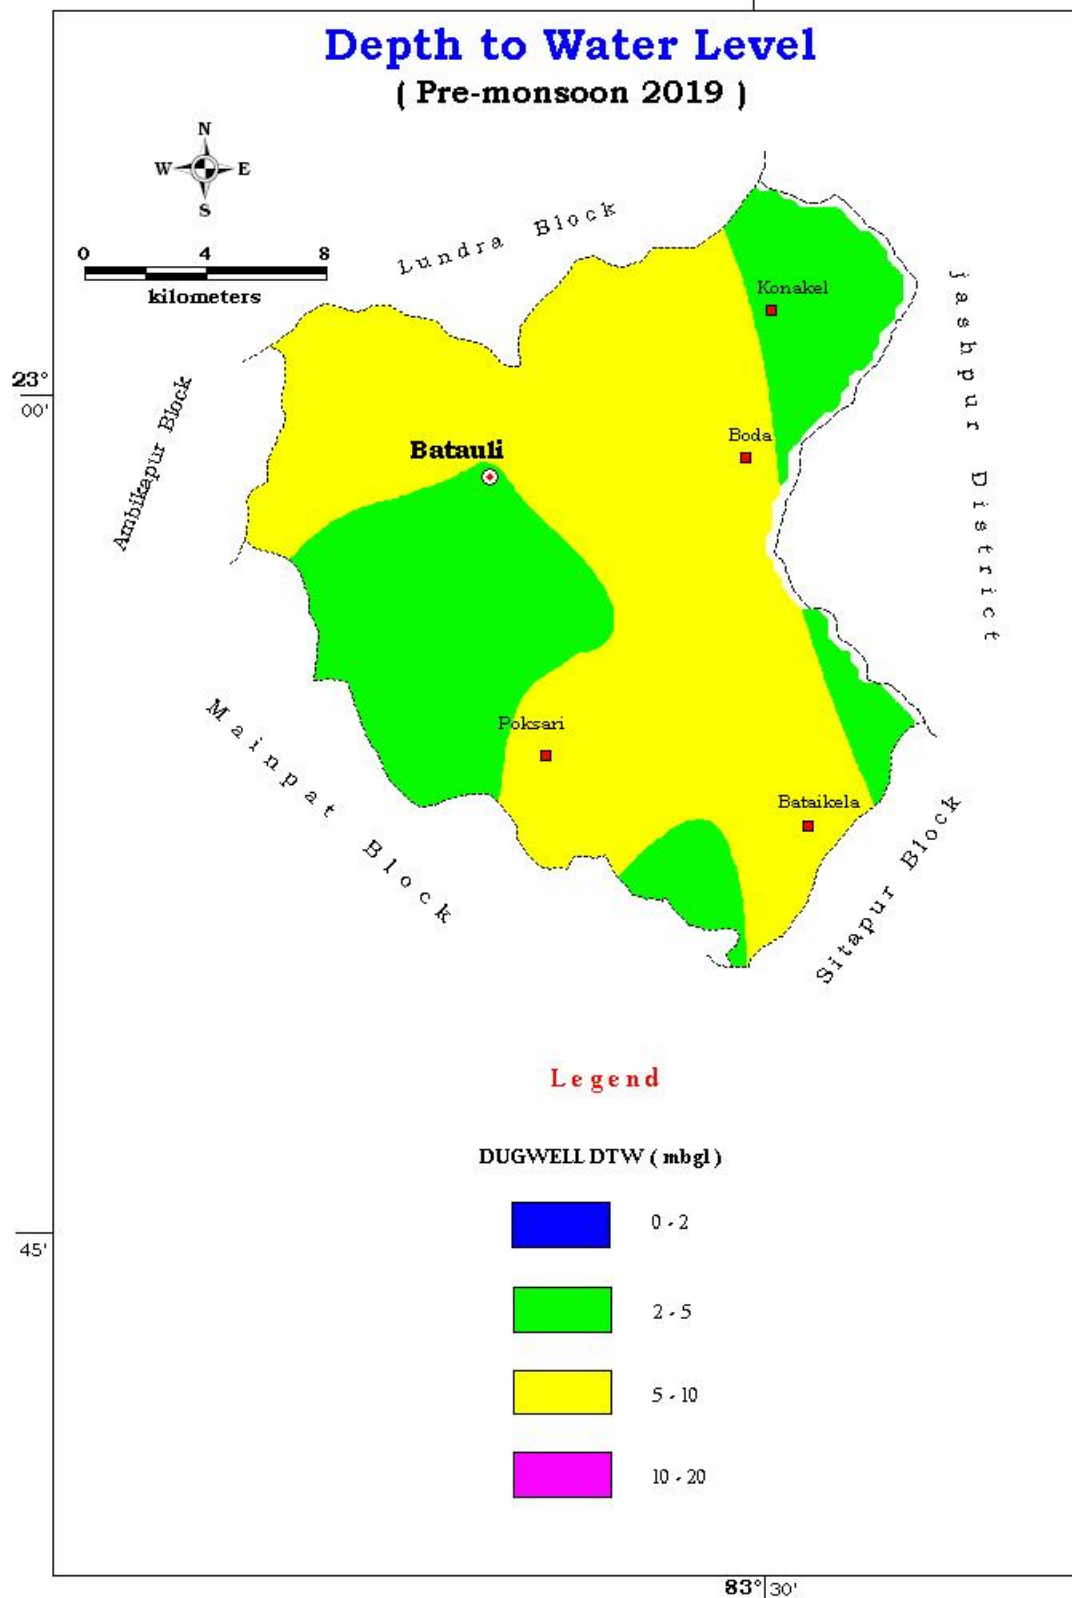 Depth to Water Level
( Pre-monsoon 2019 )
N
W E
S
0 4 8
kilometers
Lundra Block
Konakel
jashpur District
23°
00'
Ambikapur Block
Boda
Batauli
Mainpat Block
Poksari
Bataikela
Sitapur Block
Legend
DUGWELL DTW ( mbgl )
0 - 2
45'
2 - 5
5 - 10
10 - 20
83° 30'